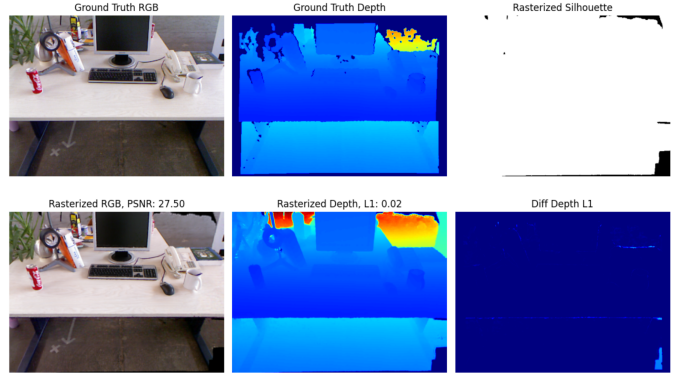 Ground Truth RGB
Ground Truth Depth
Rasterized Silhouette
Rasterized RGB, PSNR: 27.50
Rasterized Depth, L1: 0.02
Diff Depth L1